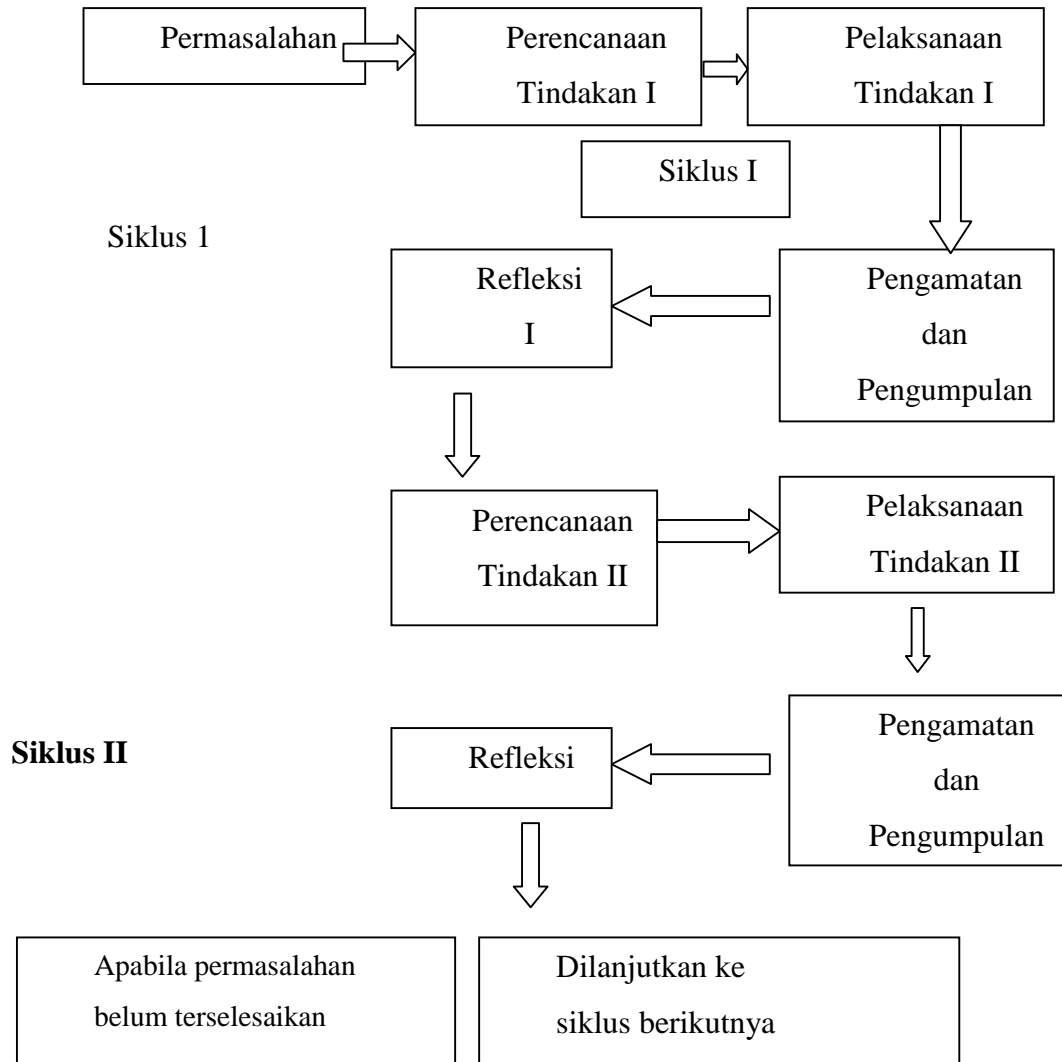 Permasalahan
Perencanaan
Tindakan I
Pelaksanaan
Tindakan I
Siklus I
Siklus 1
Refleksi
I
Pengamatan
dan
Pengumpulan
Perencanaan
Tindakan II
Pelaksanaan
Tindakan II
Siklus II
Refleksi
Pengamatan
dan
Pengumpulan
Apabila permasalahan
belum terselesaikan
Dilanjutkan ke
siklus berikutnya